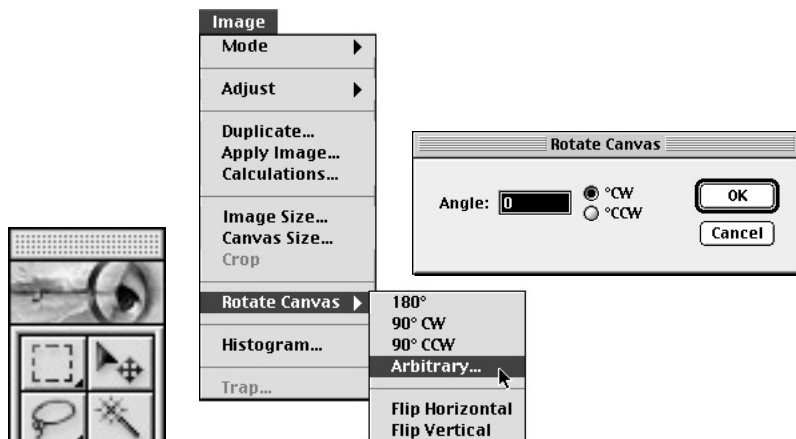 Image
Mode
Adjust
Duplicate...
Apply Image...
Calculations...
Image Size...
Canvas Size...
Crop
Rotate Canvas
Histogram...
Trap...
180°
90° CW
90° CCW
Arbitrary...
Flip Horizontal
Flip Vertical
Rotate Canvas
Angle: 0
°CW
°CCW
OK
Cancel